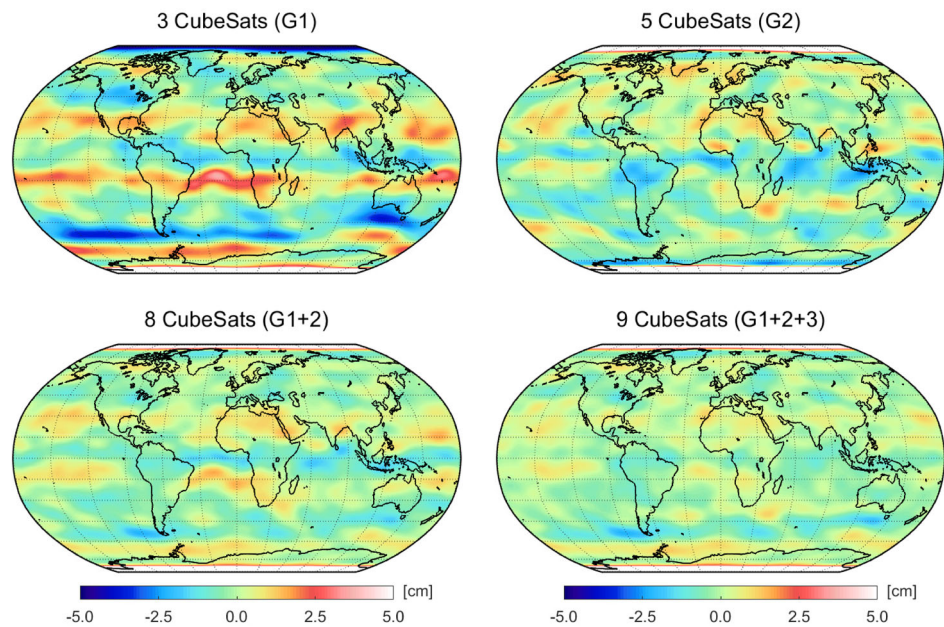 3 CubeSats (G1)
5 CubeSats (G2)
8 CubeSats (G1+2)
9 CubeSats (G1+2+3)
[cm]
-5.0 -2.5 0.0 2.5 5.0
[cm]
-5.0 -2.5 0.0 2.5 5.0